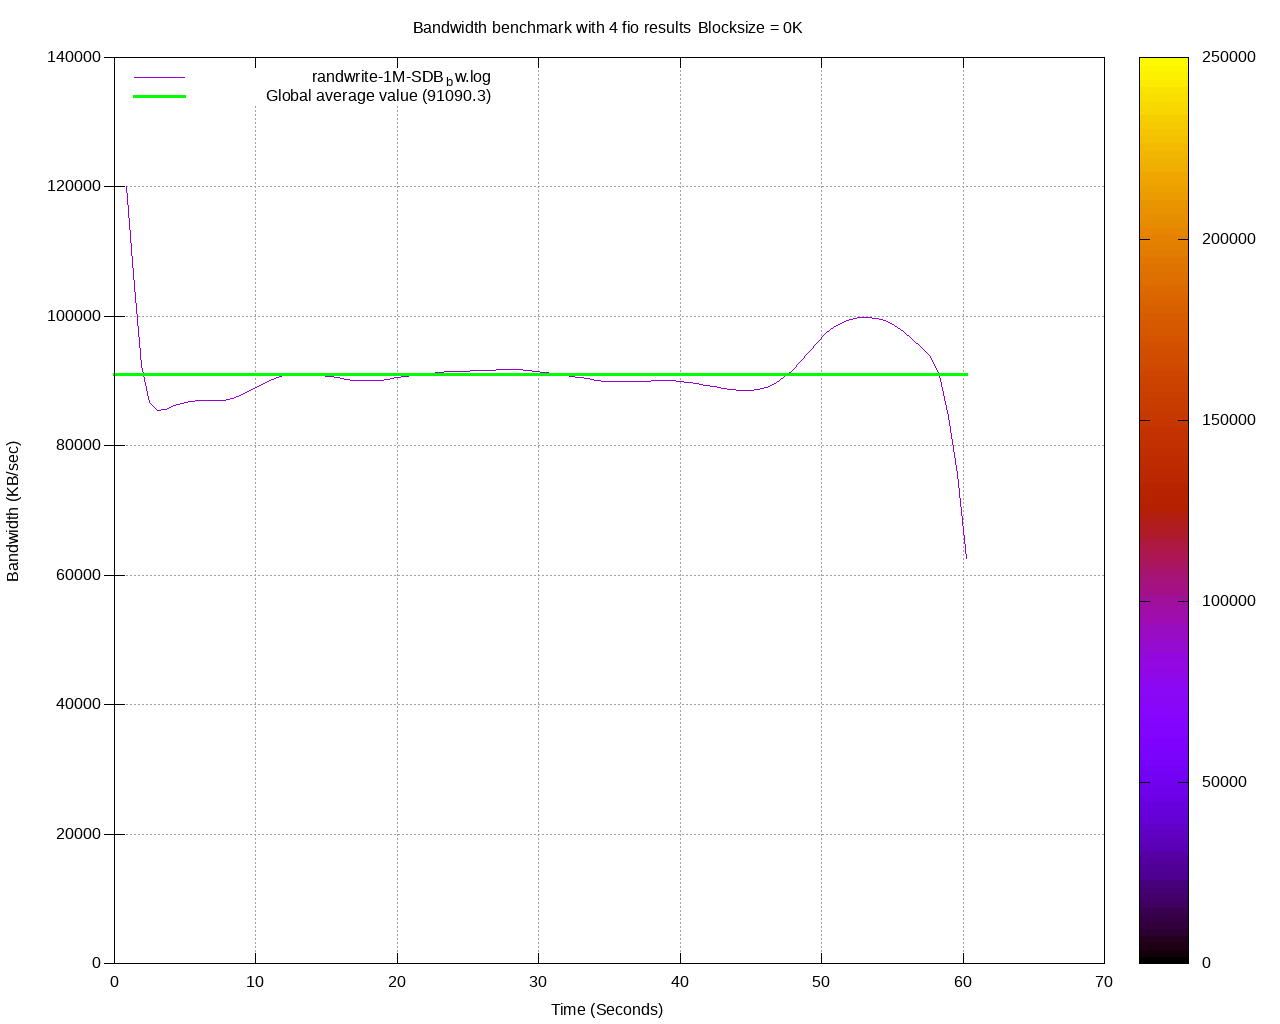 Bandwidth benchmark with 4 fio results Blocksize = 0K
randwrite-1M-SDB_bw.log
Global average value (91090.3)
140000
120000
100000
80000
60000
40000
20000
0
Bandwidth (KB/sec)
0 10 20 30 40 50 60 70
Time (Seconds)
250000
200000
150000
100000
50000
0